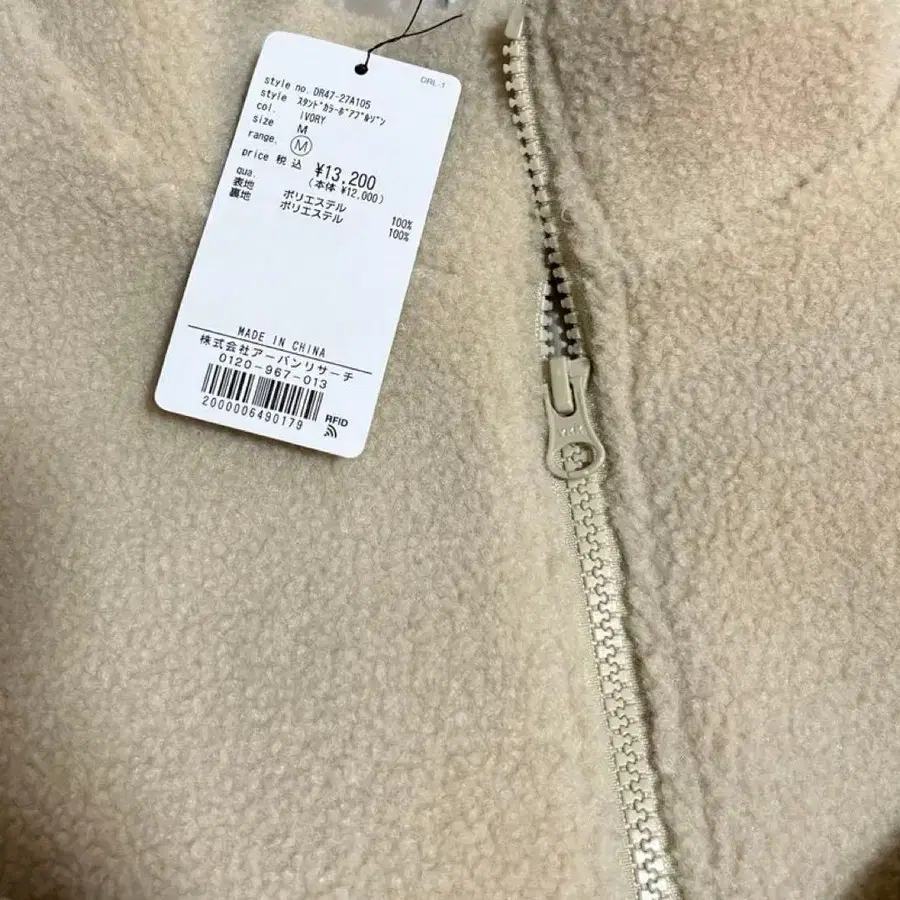 DRL-1
style no. DR47-27A105
style ｽﾀﾝﾄﾞｶﾗｰﾎﾞｱﾌﾞﾙｿﾞﾝ
col. IVORY
size M
range. M
price 税込 ¥13,200
(本体 ¥12,000)
qua.
表地 ポリエステル 100%
裏地 ポリエステル 100%
MADE IN CHINA
株式会社アーバンリサーチ
0120-967-013
2000006490179
RFID